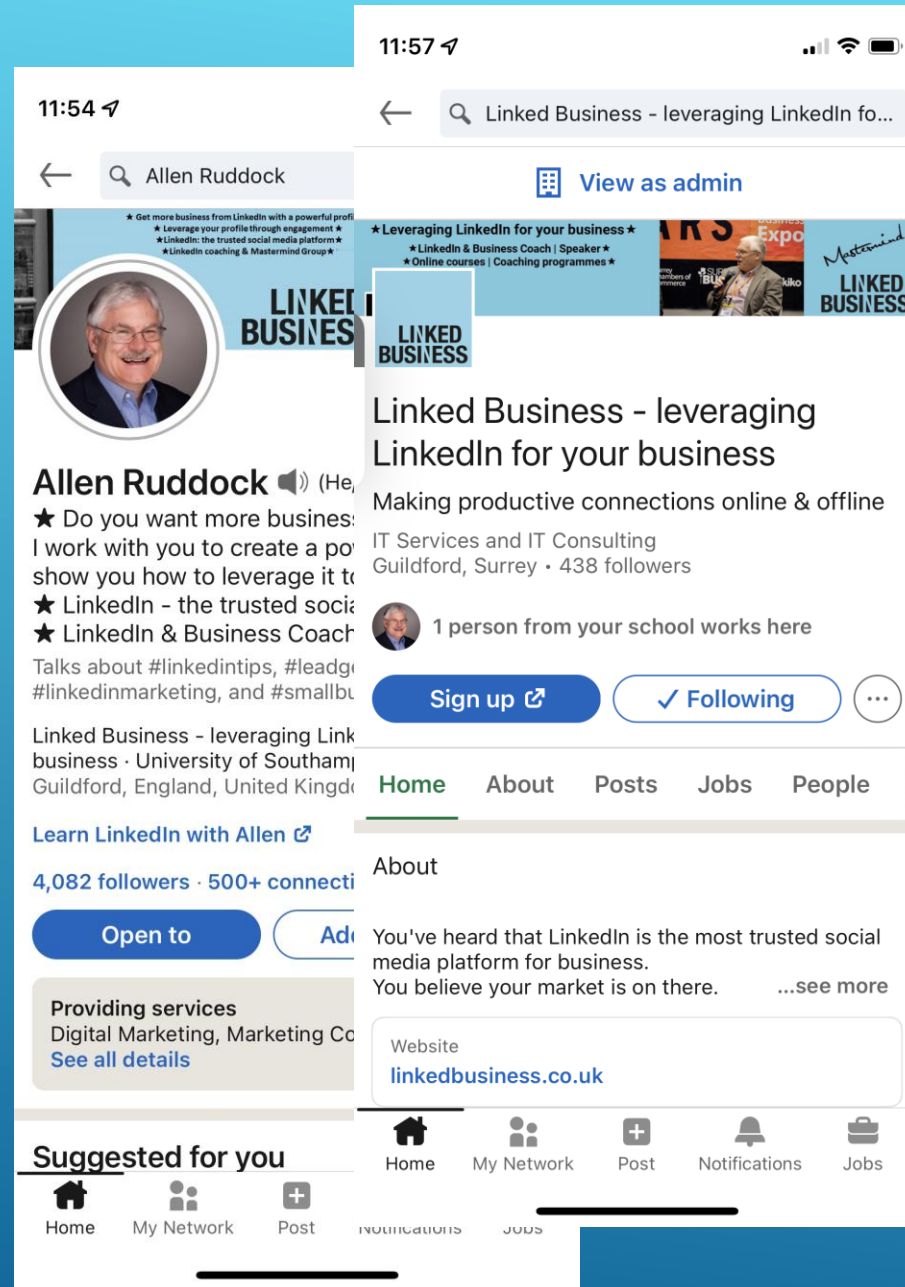 11:54
Allen Ruddock
★ Get more business from LinkedIn with a powerful profi
★ Leverage your profile through engagement ★
★LinkedIn: the trusted social media platform★
★LinkedIn coaching & Mastermind Group★
LINKED
BUSINES
Allen Ruddock (He/
★ Do you want more business
I work with you to create a po
show you how to leverage it to
★ LinkedIn - the trusted socia
★ LinkedIn & Business Coach
Talks about #linkedintips, #leadge
#linkedinmarketing, and #smallbu
Linked Business - leveraging Link
business · University of Southam
Guildford, England, United Kingdo
Learn LinkedIn with Allen
4,082 followers · 500+ connecti
Open to
Add
Providing services
Digital Marketing, Marketing Co
See all details
Suggested for you
Home
My Network
Post
Notifications
Jobs
11:57
Linked Business - leveraging LinkedIn fo...
View as admin
★Leveraging LinkedIn for your business★
★LinkedIn & Business Coach | Speaker★
★Online courses | Coaching programmes★
Expo
Mastermind
LINKED
BUSINESS
LINKED
BUSINESS
Linked Business - leveraging
LinkedIn for your business
Making productive connections online & offline
IT Services and IT Consulting
Guildford, Surrey • 438 followers
1 person from your school works here
Sign up
Following
Home About Posts Jobs People
About
You've heard that LinkedIn is the most trusted social
media platform for business.
You believe your market is on there. ...see more
Website
linkedbusiness.co.uk
Home
My Network
Post
Notifications
Jobs